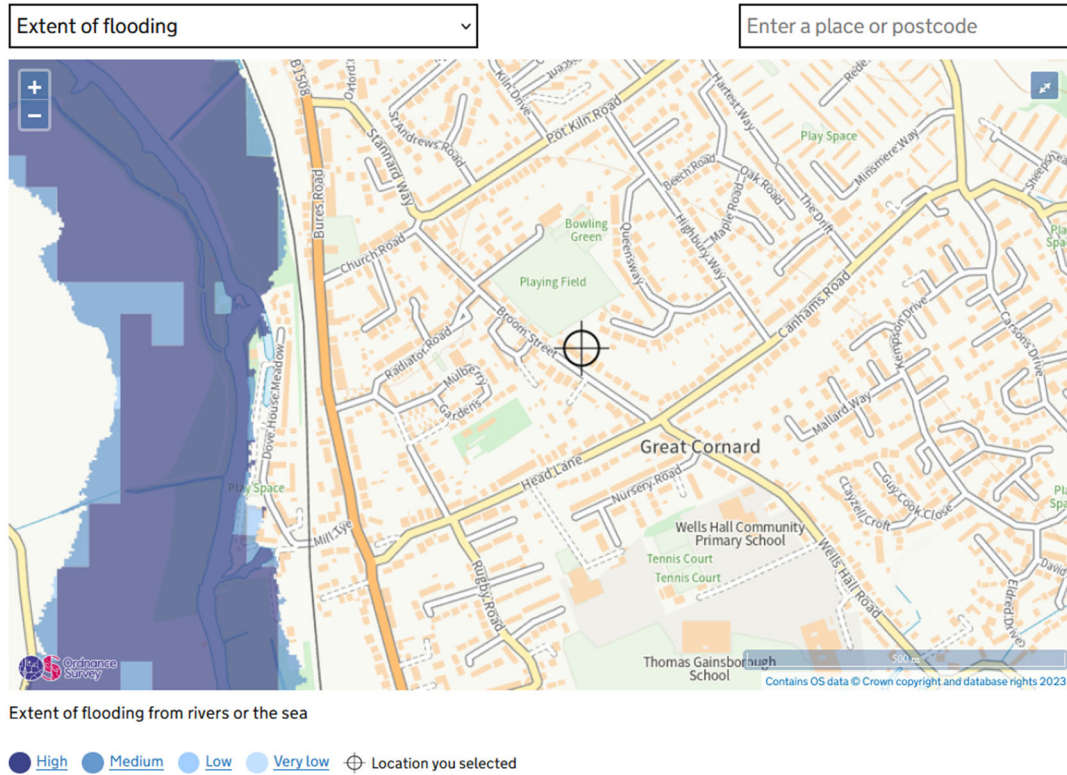 Extent of flooding
Enter a place or postcode
+
−
B1508
Kiln Drive
St Andrews Road
Stannard Way
Pot Kiln Road
Hartest Way
Play Space
Minsmere Way
Beech Road
Oak Road
Maple Road
The Drift
Bures Road
Church Road
Bowling
Green
Queensway
Highbury Way
Playing Field
Canhams Road
Broom Street
Radiator Road
Mulberry
Gardens
Dove House Meadow
Carsons Drive
Mallard Way
Great Cornard
Head Lane
Nursery Road
Play Space
Mill Tye
Clayzell Croft
Guy Cook Close
Wells Hall Community
Primary School
Tennis Court
Tennis Court
Wells Hall Road
Rugby Road
Eldred Drive
David
Thomas Gainsborough
School
500 m
Ordnance
Survey
Contains OS data © Crown copyright and database rights 2023
Extent of flooding from rivers or the sea
High
Medium
Low
Very low
Location you selected